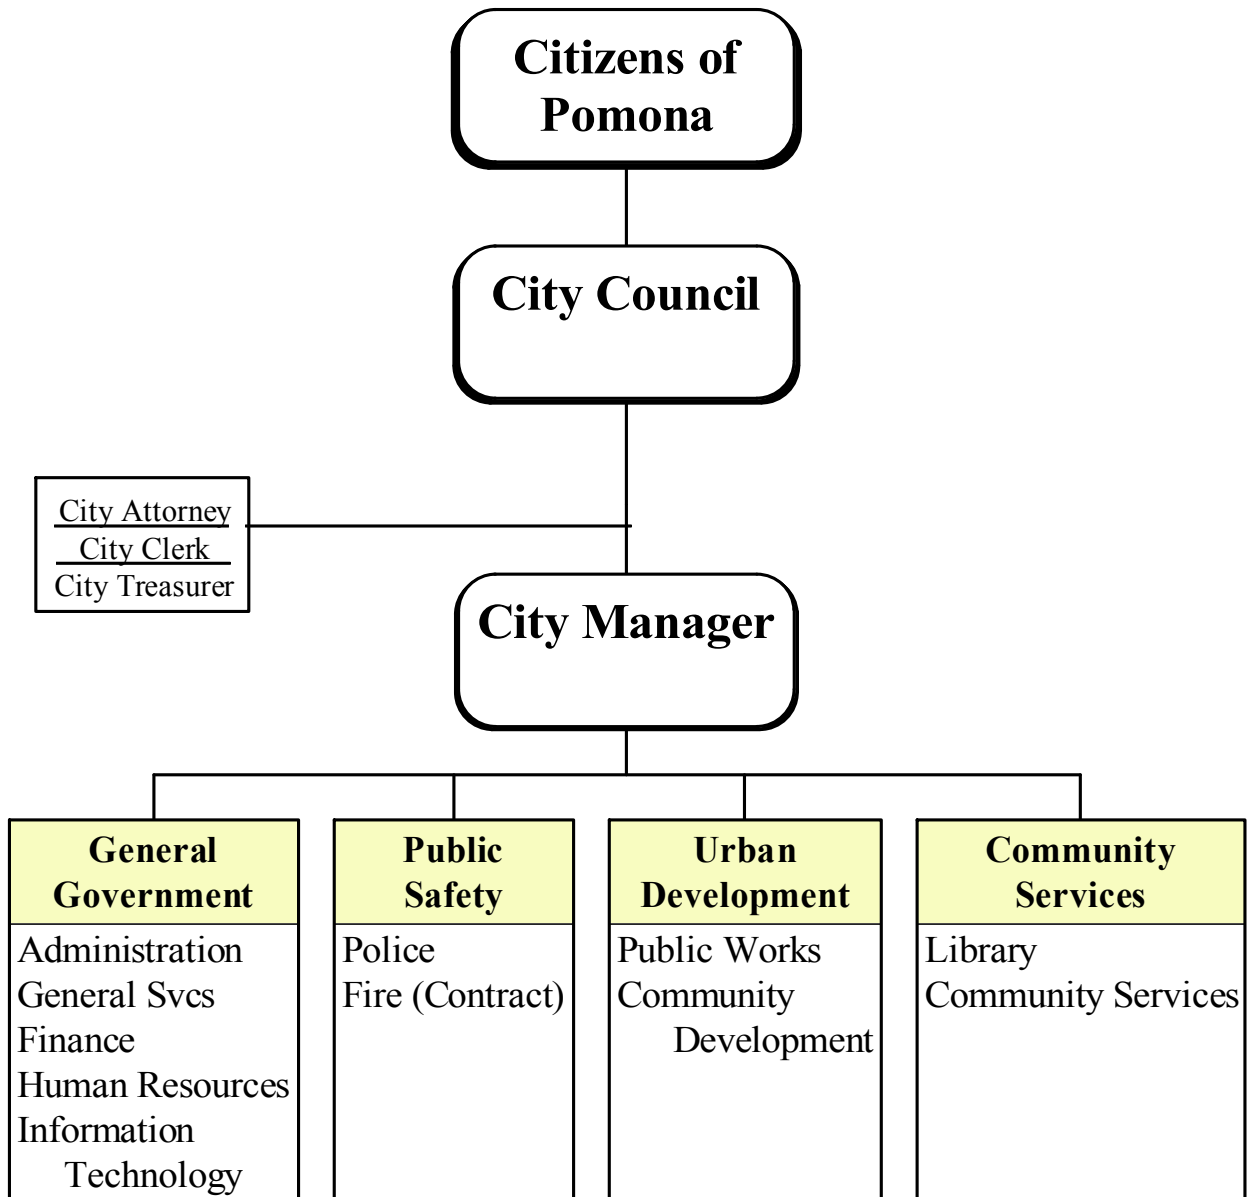 Citizens of
Pomona
City Council
City Attorney
City Clerk
City Treasurer
City Manager
General
Government
Administration
General Svcs
Finance
Human Resources
Information
Technology
Public
Safety
Police
Fire (Contract)
Urban
Development
Public Works
Community
Development
Community
Services
Library
Community Services